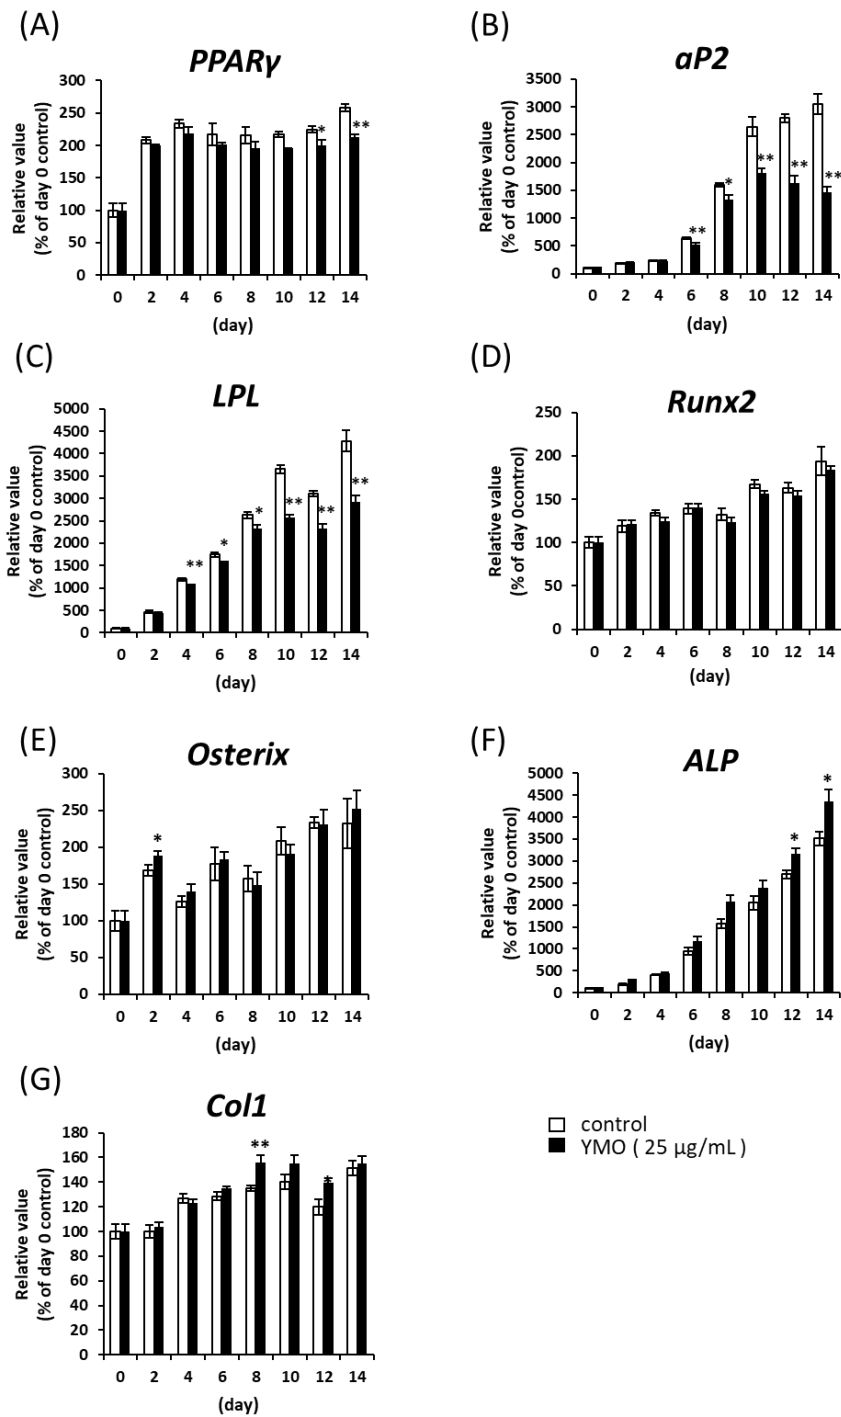 (A)
PPARγ
Relative value
(% of day 0 control)
300
250
200
150
100
50
0
* **
0 2 4 6 8 10 12 14
(day)
(B)
aP2
Relative value
(% of day 0 control)
3500
3000
2500
2000
1500
1000
500
0
** * ** ** **
0 2 4 6 8 10 12 14
(day)
(C)
LPL
Relative value
(% of day 0 control)
5000
4500
4000
3500
3000
2500
2000
1500
1000
500
0
** * * ** ** **
0 2 4 6 8 10 12 14
(day)
(D)
Runx2
Relative value
(% of day 0control)
250
200
150
100
50
0
0 2 4 6 8 10 12 14
(day)
(E)
Osterix
Relative value
(% of day 0 control)
300
250
200
150
100
50
0
*
0 2 4 6 8 10 12 14
(day)
(F)
ALP
Relative value
(% of day 0 control)
5000
4500
4000
3500
3000
2500
2000
1500
1000
500
0
* *
0 2 4 6 8 10 12 14
(day)
(G)
Col1
Relative value
(% of day 0 control)
180
160
140
120
100
80
60
40
20
0
** *
0 2 4 6 8 10 12 14
(day)
control
YMO ( 25 μg/mL )